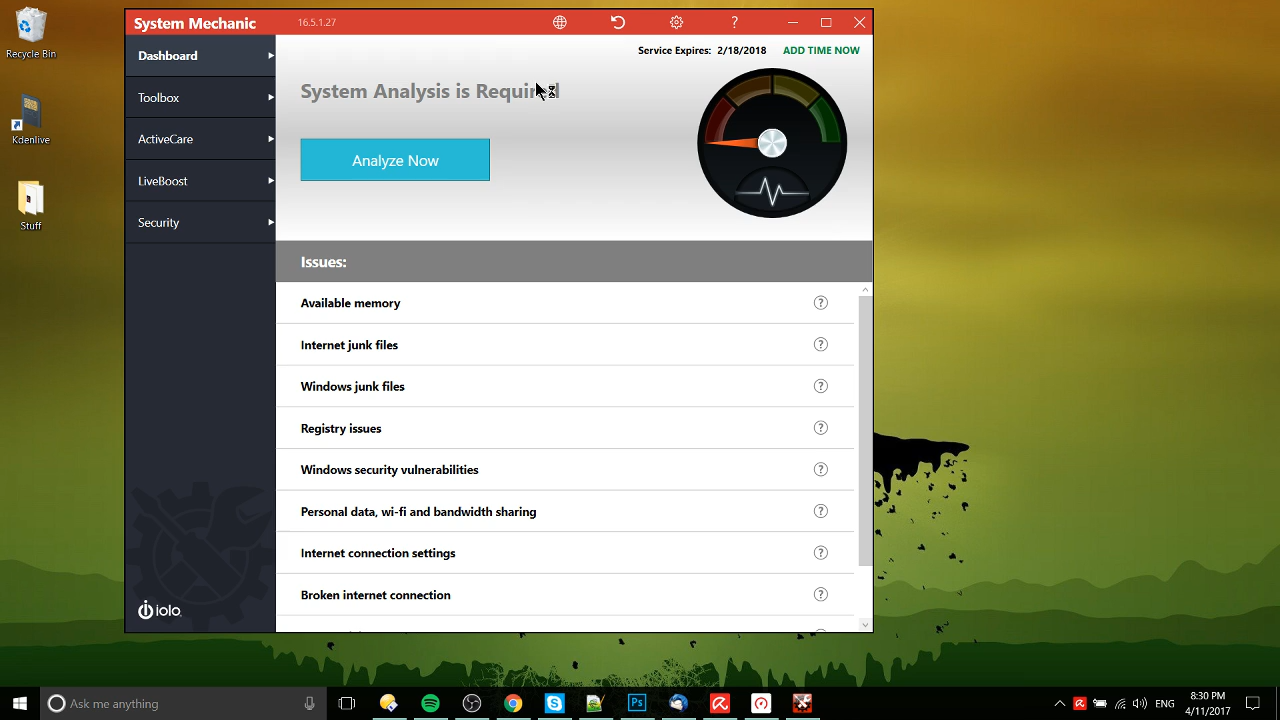 Recycle Bin
Kdenlive
Stuff
System Mechanic
16.5.1.27
?
Dashboard
Toolbox
ActiveCare
LiveBoost
Security
iolo
Service Expires: 2/18/2018 ADD TIME NOW
System Analysis is Required
Analyze Now
Issues:
Available memory ?
Internet junk files ?
Windows junk files ?
Registry issues ?
Windows security vulnerabilities ?
Personal data, wi-fi and bandwidth sharing ?
Internet connection settings ?
Broken internet connection ?
Ask me anything
Ps
ENG
8:30 PM
4/11/2017